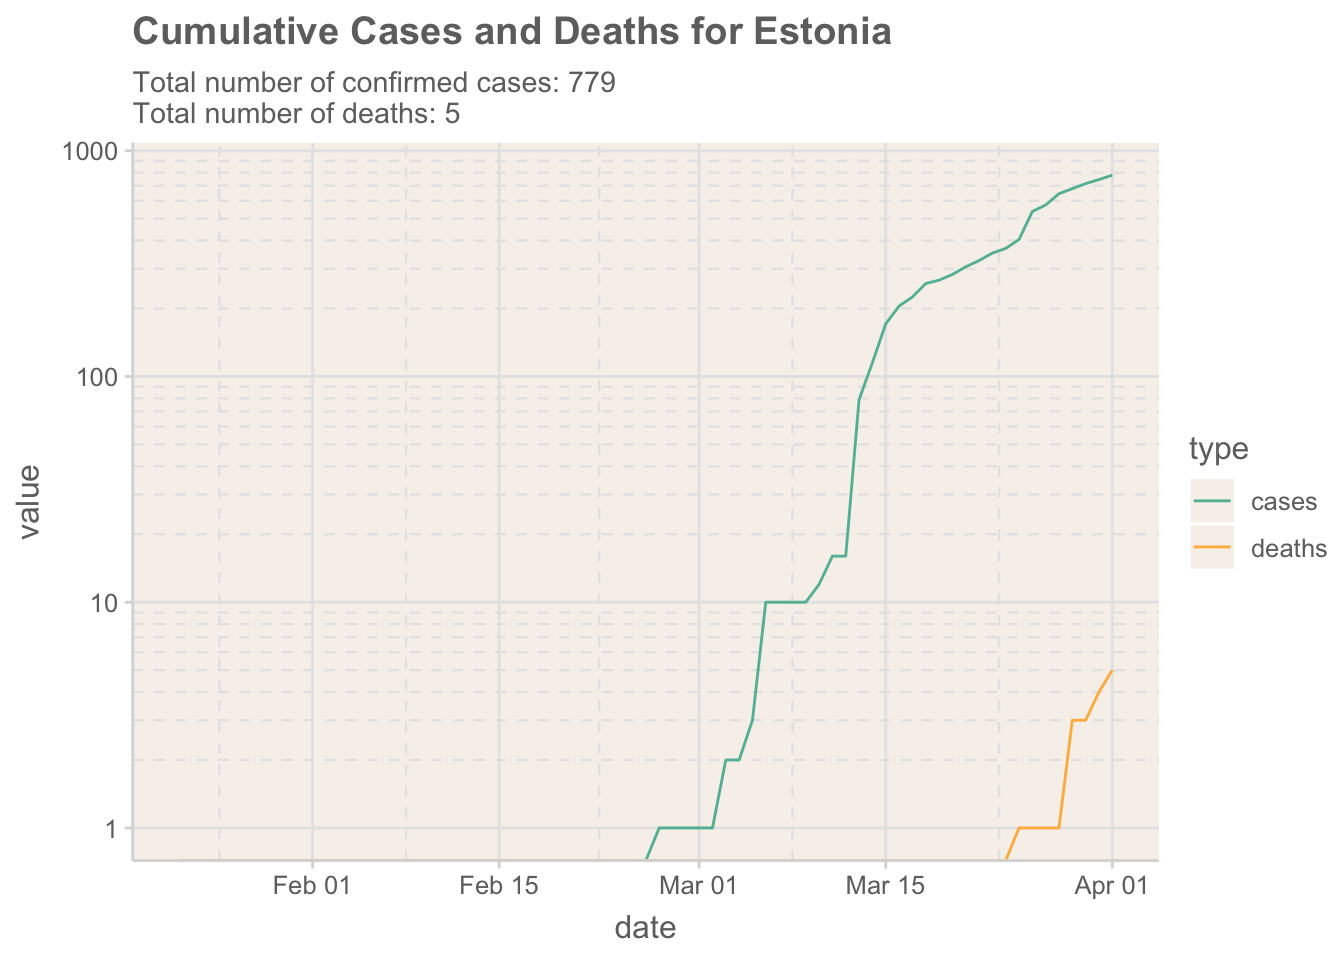 Cumulative Cases and Deaths for Estonia
Total number of confirmed cases: 779
Total number of deaths: 5
1000
100
10
1
value
Feb 01
Feb 15
Mar 01
Mar 15
Apr 01
date
type
cases
deaths